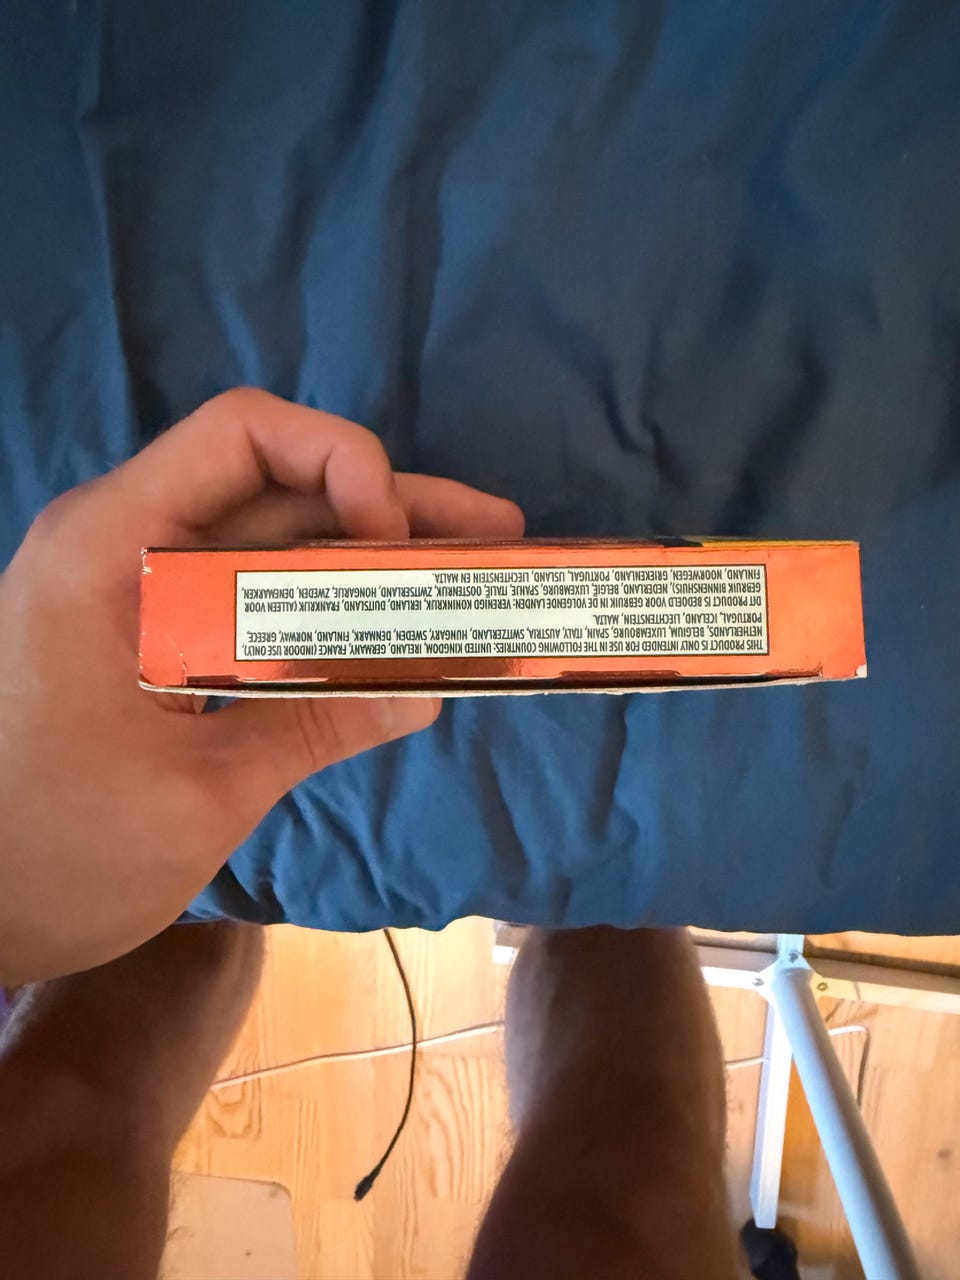 THIS PRODUCT IS ONLY INTENDED FOR USE IN THE FOLLOWING COUNTRIES: UNITED KINGDOM, IRELAND, GERMANY, FRANCE (INDOOR USE ONLY),
NETHERLANDS, BELGIUM, LUXEMBOURG, SPAIN, ITALY, AUSTRIA, SWITZERLAND, HUNGARY, SWEDEN, DENMARK, FINLAND, NORWAY, GREECE,
PORTUGAL, ICELAND, LIECHTENSTEIN, MALTA.
DIT PRODUCT IS BEDOELD VOOR GEBRUIK IN DE VOLGENDE LANDEN: VERENIGD KONINKRIJK, IERLAND, DUITSLAND, FRANKRIJK (ALLEEN VOOR
GEBRUIK BINNENSHUIS), NEDERLAND, BELGIË, LUXEMBURG, SPANJE, ITALIË, OOSTENRIJK, ZWITSERLAND, HONGARIJE, ZWEDEN, DENEMARKEN,
FINLAND, NOORWEGEN, GRIEKENLAND, PORTUGAL, IJSLAND, LIECHTENSTEIN EN MALTA.